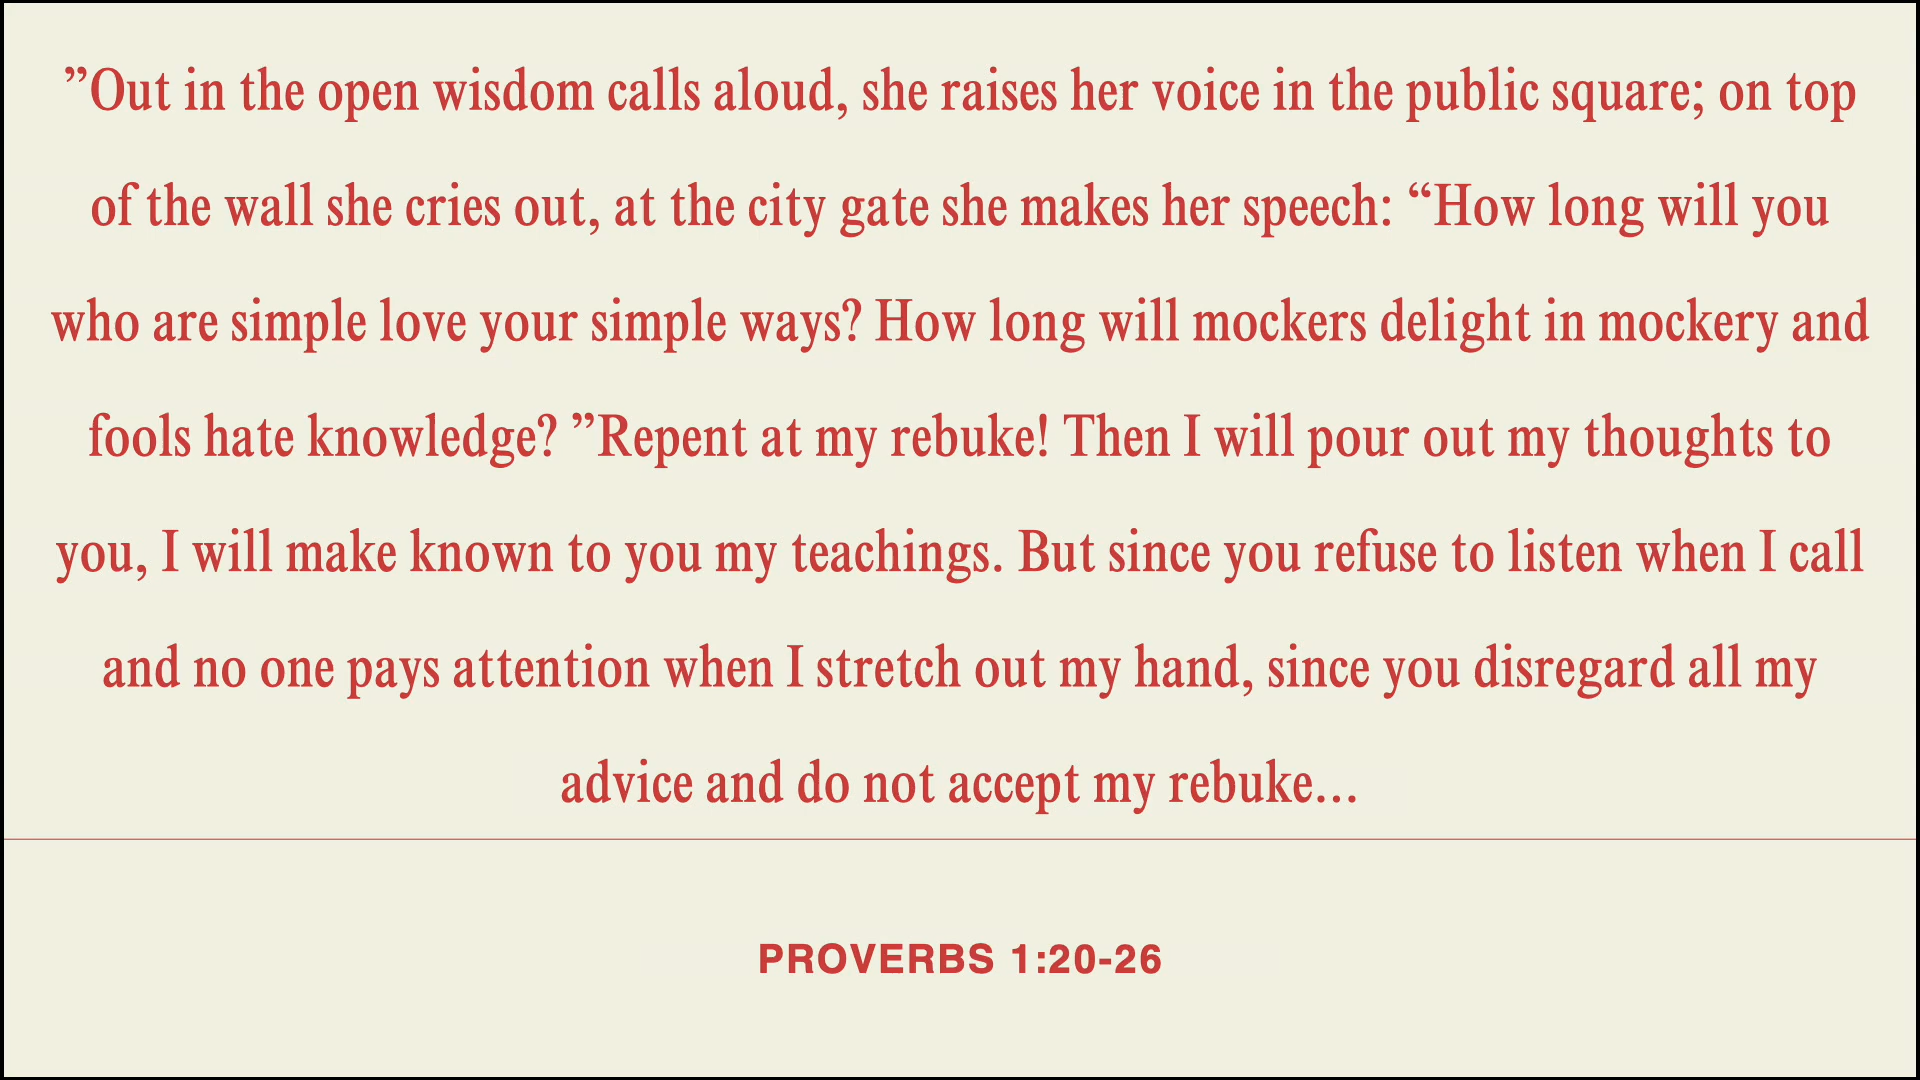 ”Out in the open wisdom calls aloud, she raises her voice in the public square; on top
of the wall she cries out, at the city gate she makes her speech: “How long will you
who are simple love your simple ways? How long will mockers delight in mockery and
fools hate knowledge? ”Repent at my rebuke! Then I will pour out my thoughts to
you, I will make known to you my teachings. But since you refuse to listen when I call
and no one pays attention when I stretch out my hand, since you disregard all my
advice and do not accept my rebuke...
PROVERBS 1:20-26